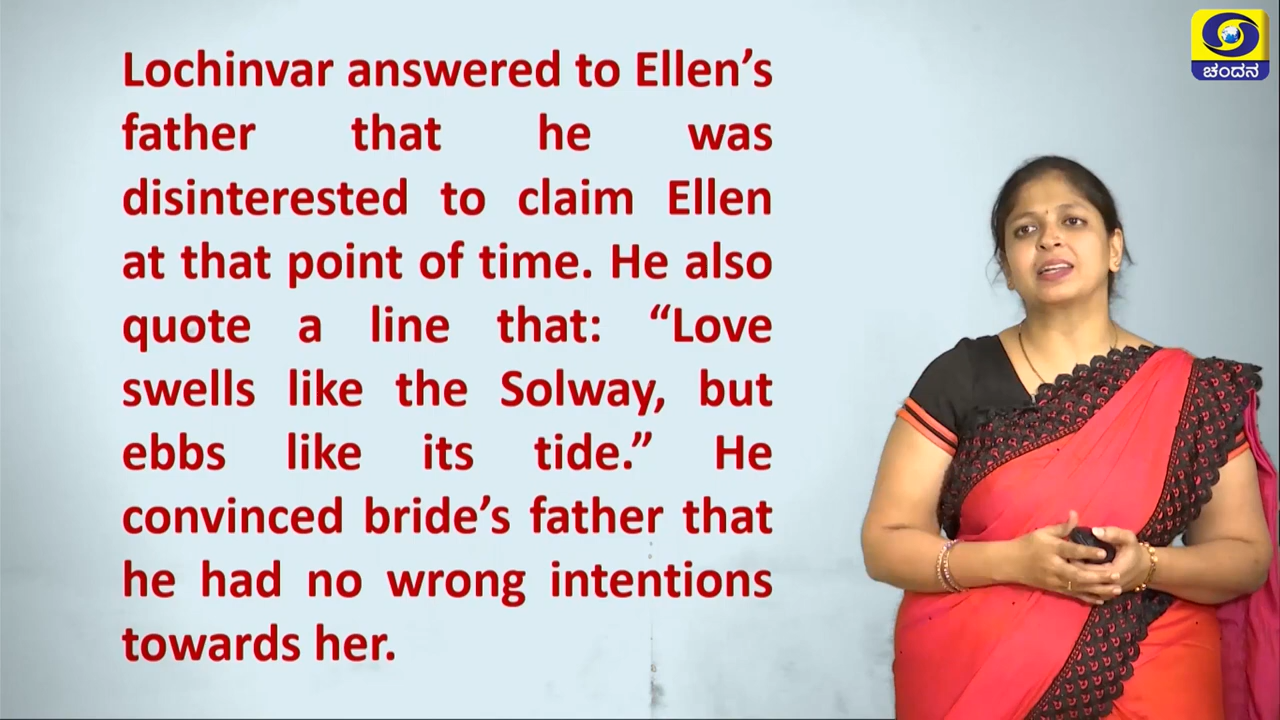 Lochinvar answered to Ellen’s
father that he was
disinterested to claim Ellen
at that point of time. He also
quote a line that: “Love
swells like the Solway, but
ebbs like its tide.” He
convinced bride’s father that
he had no wrong intentions
towards her.
ಚಂದನ